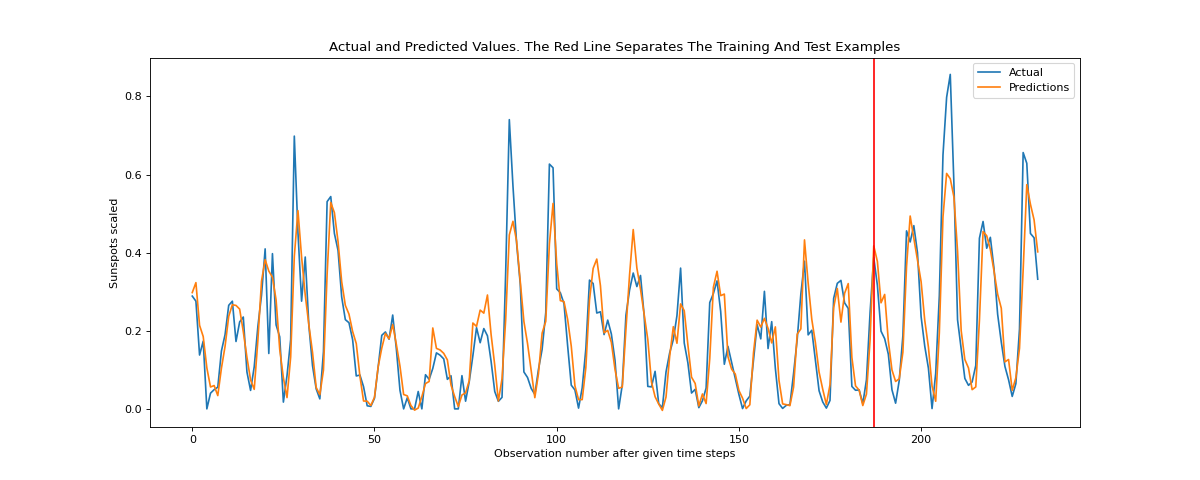 Actual and Predicted Values. The Red Line Separates The Training And Test Examples
Actual
Predictions
Sunspots scaled
0.8
0.6
0.4
0.2
0.0
0 50 100 150 200
Observation number after given time steps